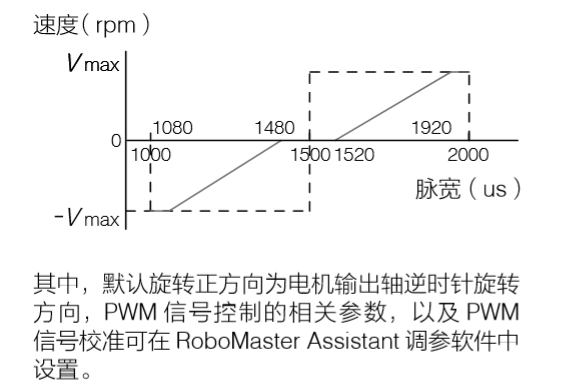 速度(rpm)
Vmax
1080 1480 1920
0
1000 1500 1520 2000
脉宽(us)
-Vmax
其中，默认旋转正方向为电机输出轴逆时针旋转
方向，PWM 信号控制的相关参数，以及 PWM
信号校准可在 RoboMaster Assistant 调参软件中
设置。